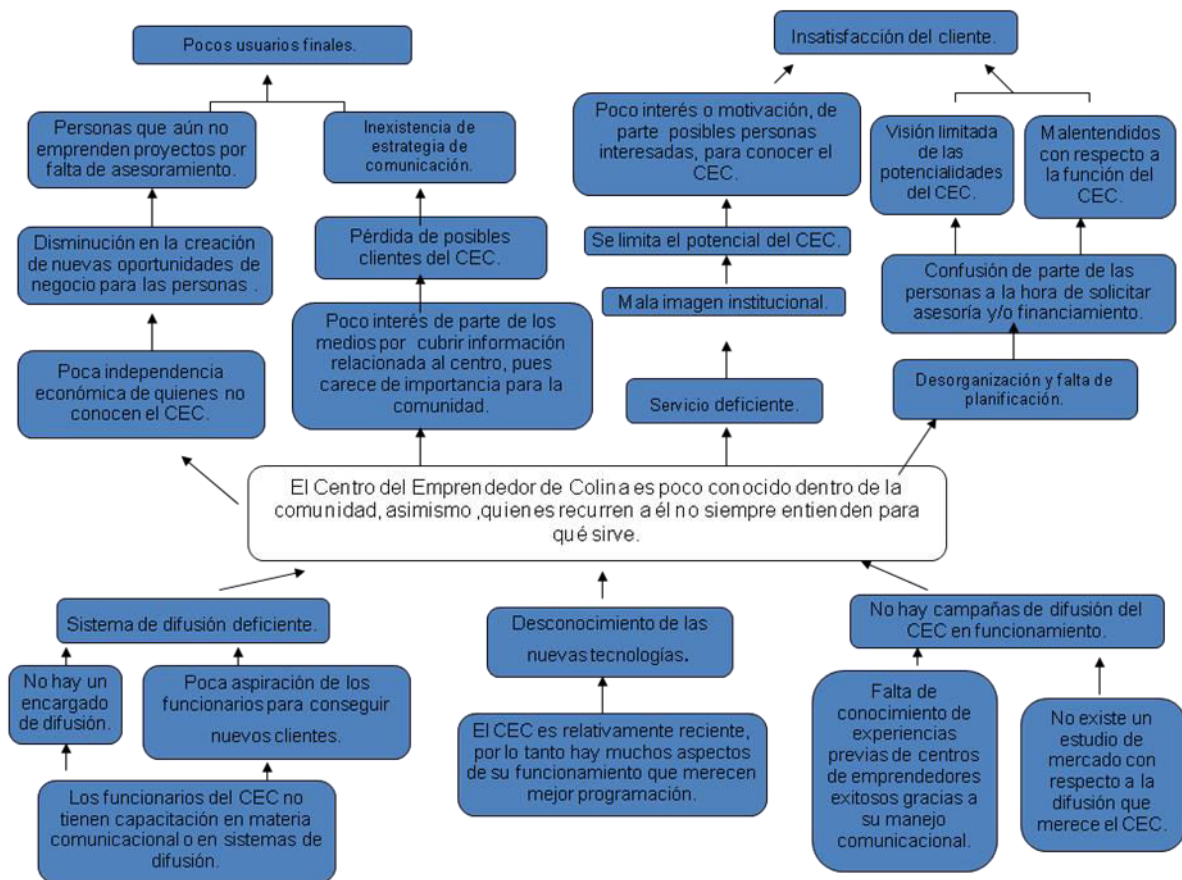 Pocos usuarios finales.
Insatisfacción del cliente.
Personas que aún no
emprenden proyectos por
falta de asesoramiento.
Inexistencia de
estrategia de
comunicación.
Poco interés o motivación, de
parte posibles personas
interesadas, para conocer el
CEC.
Visión limitada
de las
potencialidades
del CEC.
Malentendidos
con respecto a
la función del
CEC.
Disminución en la creación
de nuevas oportunidades de
negocio para las personas .
Pérdida de posibles
clientes del CEC.
Se limita el potencial del CEC.
Confusión de parte de las
personas a la hora de solicitar
asesoría y/o financiamiento.
Mala imagen institucional.
Poco interés de parte de los
medios por cubrir información
relacionada al centro, pues
carece de importancia para la
comunidad.
Poca independencia
económica de quienes no
conocen el CEC.
Servicio deficiente.
Desorganización y falta de
planificación.
El Centro del Emprendedor de Colina es poco conocido dentro de la
comunidad, asimismo ,quienes recurren a él no siempre entienden para
qué sirve.
Sistema de difusión deficiente.
Desconocimiento de las
nuevas tecnologías.
No hay campañas de difusión del
CEC en funcionamiento.
No hay un
encargado
de difusión.
Poca aspiración de los
funcionarios para conseguir
nuevos clientes.
El CEC es relativamente reciente,
por lo tanto hay muchos aspectos
de su funcionamiento que merecen
mejor programación.
Falta de
conocimiento de
experiencias
previas de centros
de emprendedores
exitosos gracias a
su manejo
comunicacional.
No existe un
estudio de
mercado con
respecto a la
difusión que
merece el CEC.
Los funcionarios del CEC no
tienen capacitación en materia
comunicacional o en sistemas de
difusión.